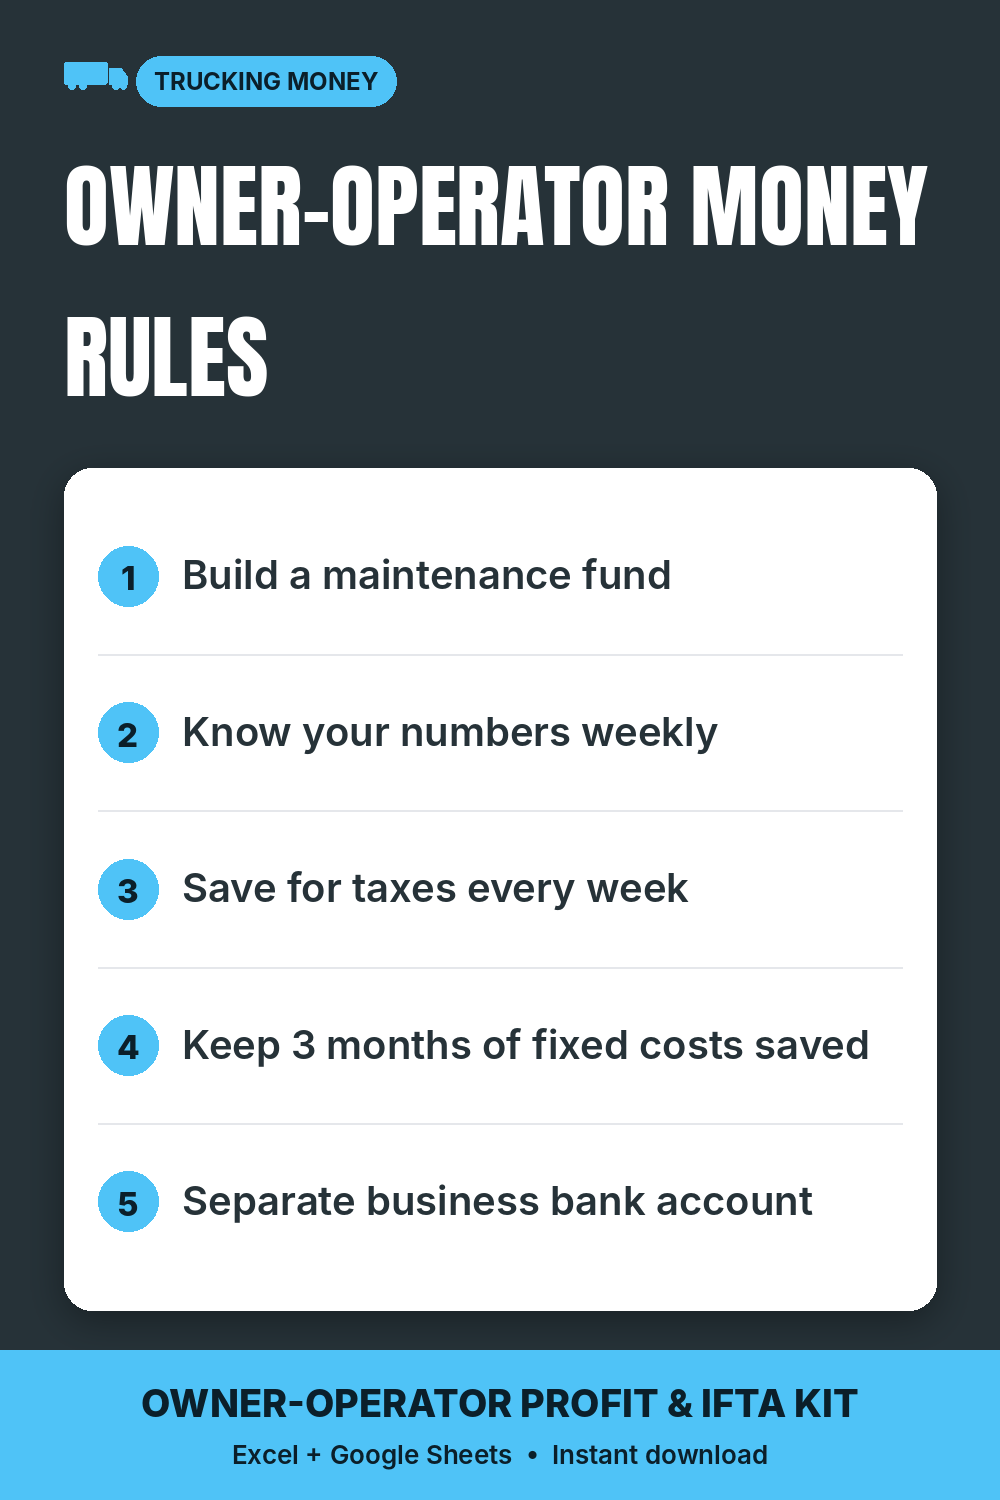 TRUCKING MONEY
OWNER-OPERATOR MONEY
RULES
1 Build a maintenance fund
2 Know your numbers weekly
3 Save for taxes every week
4 Keep 3 months of fixed costs saved
5 Separate business bank account
OWNER-OPERATOR PROFIT & IFTA KIT
Excel + Google Sheets • Instant download